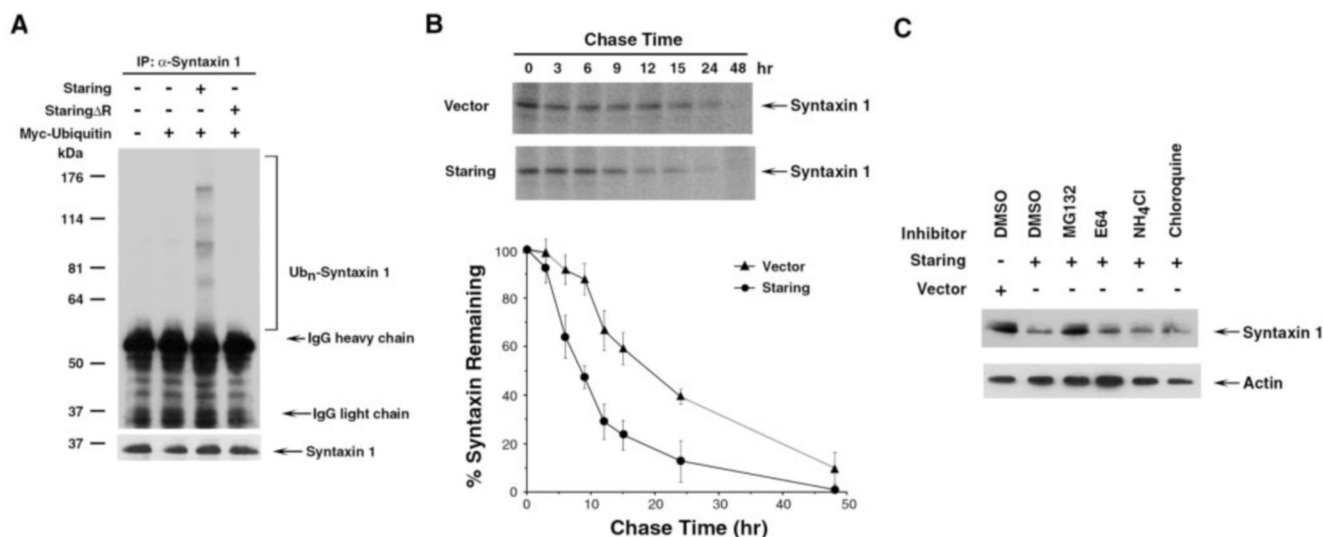 A
IP: α-Syntaxin 1
Staring - - + -
StaringΔR - - - +
Myc-Ubiquitin - + + +
kDa
176
114
81
64
50
37
37
Ubn-Syntaxin 1
IgG heavy chain
IgG light chain
Syntaxin 1
B
Chase Time
0 3 6 9 12 15 24 48 hr
Vector
Syntaxin 1
Staring
Syntaxin 1
% Syntaxin Remaining
100
80
60
40
20
0
Vector
Staring
0 10 20 30 40 50
Chase Time (hr)
C
Inhibitor DMSO DMSO MG132 E64 NH4Cl Chloroquine
Staring - + + + + +
Vector + - - - - -
Syntaxin 1
Actin